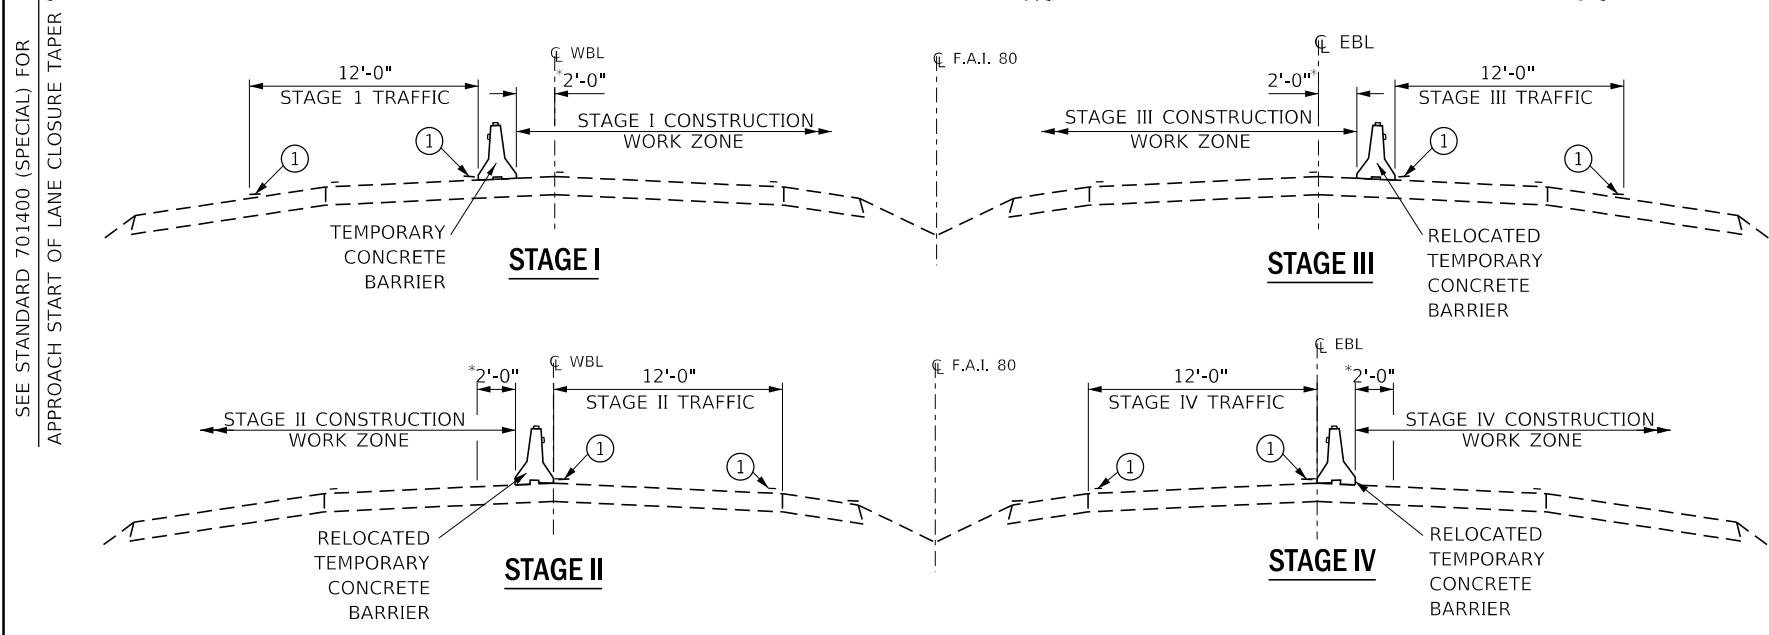 SEE STANDARD 701400 (SPECIAL) FOR
APPROACH START OF LANE CLOSURE TAPER
℄ WBL
12'-0"
*2'-0"
STAGE 1 TRAFFIC
STAGE I CONSTRUCTION
WORK ZONE
1
1
TEMPORARY
CONCRETE
BARRIER
STAGE I
℄ F.A.I. 80
℄ EBL
2'-0"*
12'-0"
STAGE III TRAFFIC
STAGE III CONSTRUCTION
WORK ZONE
1
1
RELOCATED
TEMPORARY
CONCRETE
BARRIER
STAGE III
℄ WBL
*2'-0"
12'-0"
STAGE II TRAFFIC
STAGE II CONSTRUCTION
WORK ZONE
1
1
RELOCATED
TEMPORARY
CONCRETE
BARRIER
STAGE II
℄ F.A.I. 80
℄ EBL
12'-0"
*2'-0"
STAGE IV TRAFFIC
STAGE IV CONSTRUCTION
WORK ZONE
1
1
RELOCATED
TEMPORARY
CONCRETE
BARRIER
STAGE IV